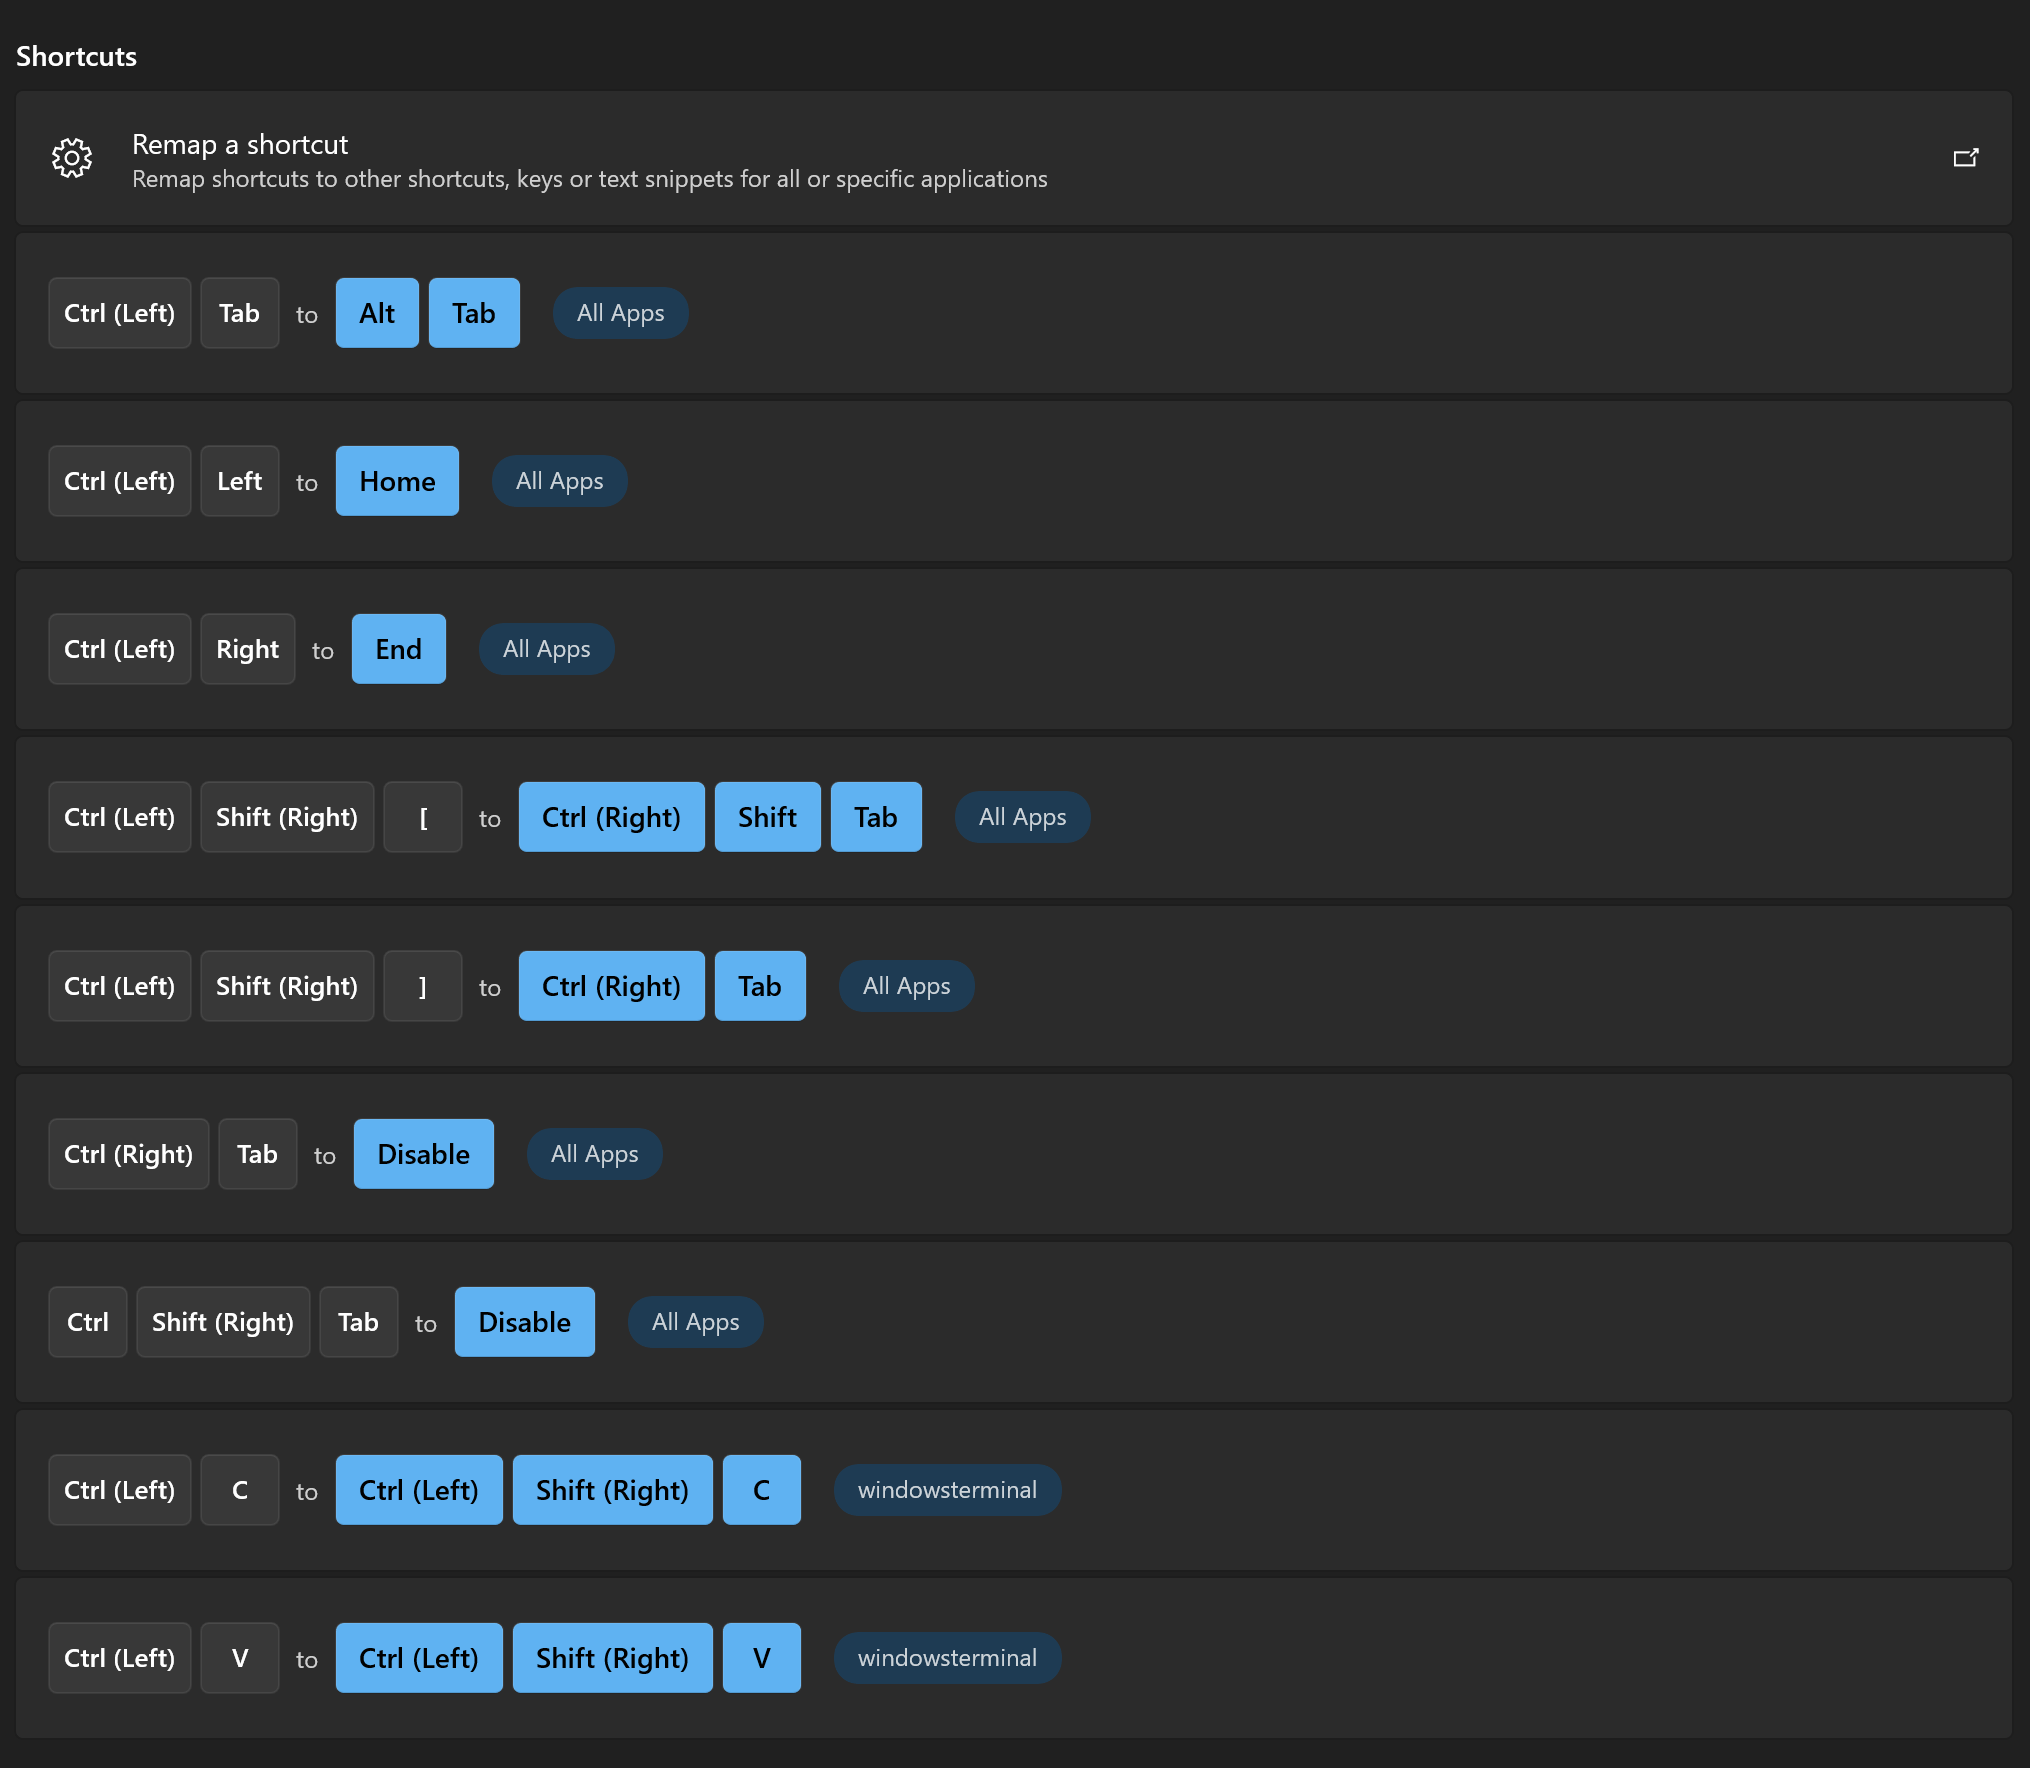 Shortcuts
Remap a shortcut
Remap shortcuts to other shortcuts, keys or text snippets for all or specific applications
Ctrl (Left) Tab to Alt Tab All Apps
Ctrl (Left) Left to Home All Apps
Ctrl (Left) Right to End All Apps
Ctrl (Left) Shift (Right) [ to Ctrl (Right) Shift Tab All Apps
Ctrl (Left) Shift (Right) ] to Ctrl (Right) Tab All Apps
Ctrl (Right) Tab to Disable All Apps
Ctrl Shift (Right) Tab to Disable All Apps
Ctrl (Left) C to Ctrl (Left) Shift (Right) C windowsterminal
Ctrl (Left) V to Ctrl (Left) Shift (Right) V windowsterminal